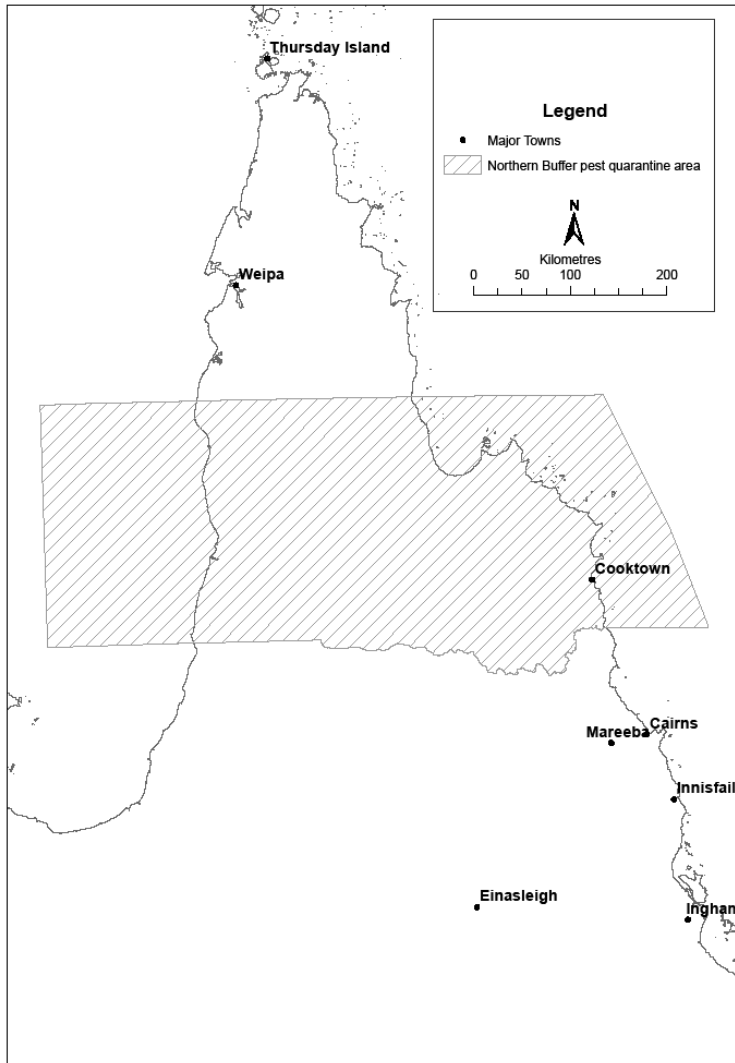 Thursday Island
Legend
Major Towns
Northern Buffer pest quarantine area
N
Kilometres
0 50 100 200
Weipa
Cooktown
Mareeba
Cairns
Innisfail
Einasleigh
Ingham